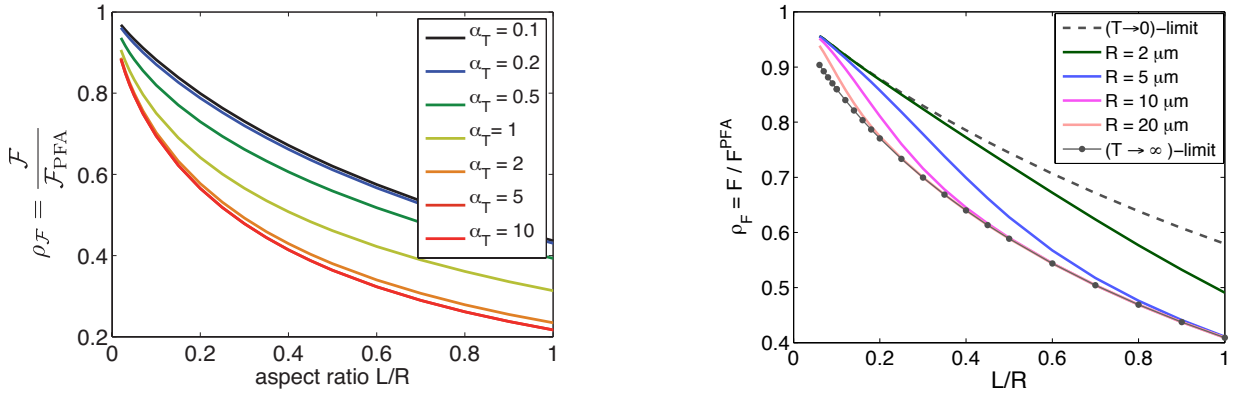 ρ_ℱ = ℱ / ℱ_PFA
1
0.8
0.6
0.4
0.2
0
0.2
0.4
0.6
0.8
1
aspect ratio L/R
α_T = 0.1
α_T = 0.2
α_T = 0.5
α_T = 1
α_T = 2
α_T = 5
α_T = 10
ρ_F = F / F^PFA
1
0.9
0.8
0.7
0.6
0.5
0.4
0
0.2
0.4
0.6
0.8
1
L/R
(T→0)−limit
R = 2 μm
R = 5 μm
R = 10 μm
R = 20 μm
(T → ∞ )−limit